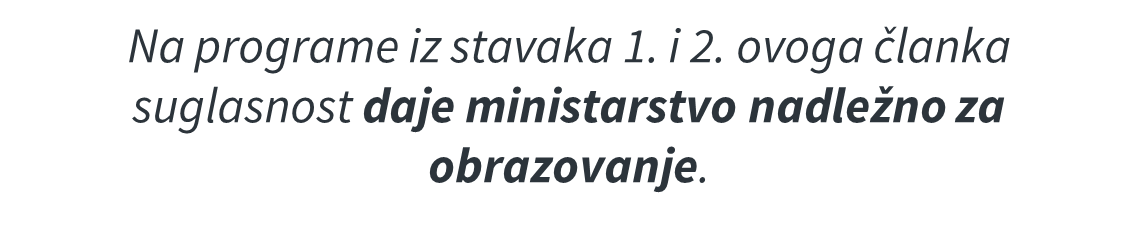 Na programe iz stavaka 1. i 2. ovoga članka
suglasnost daje ministarstvo nadležno za
obrazovanje.